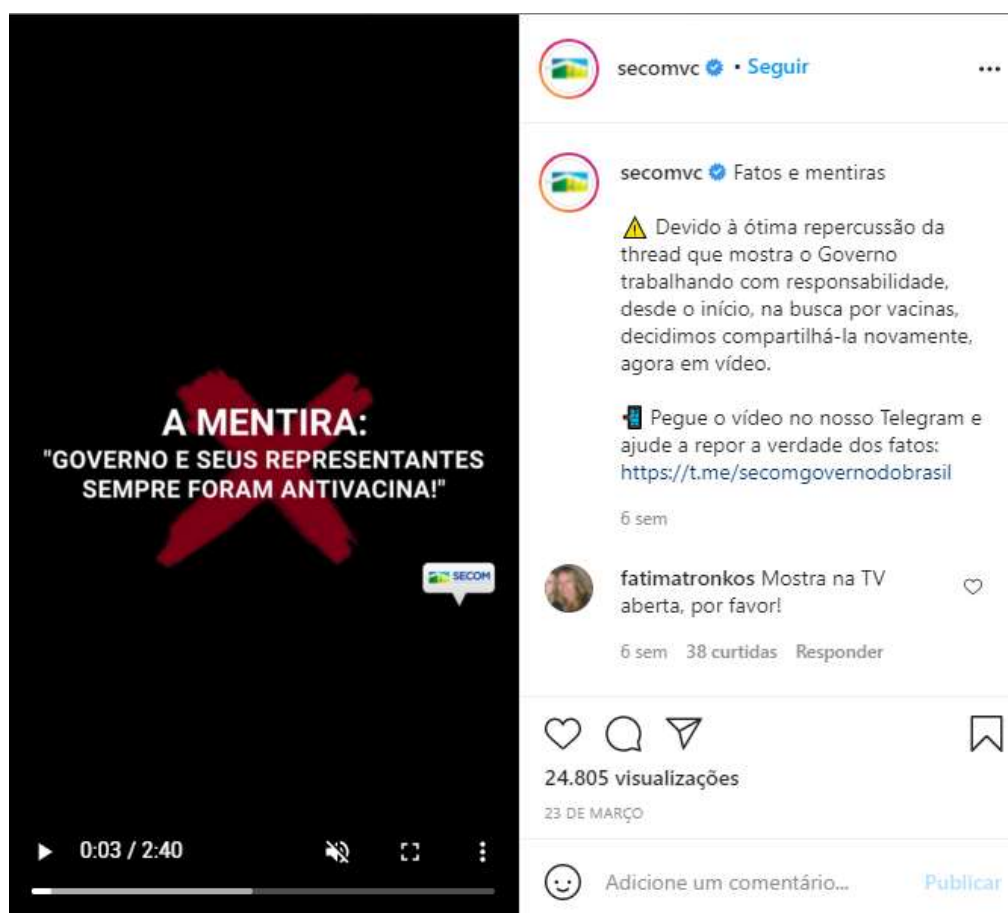 A MENTIRA:
"GOVERNO E SEUS REPRESENTANTES
SEMPRE FORAM ANTIVACINA!"
SECOM
0:03 / 2:40
secomvc • Seguir
secomvc Fatos e mentiras
⚠ Devido à ótima repercussão da
thread que mostra o Governo
trabalhando com responsabilidade,
desde o início, na busca por vacinas,
decidimos compartilhá-la novamente,
agora em vídeo.
📲 Pegue o vídeo no nosso Telegram e
ajude a repor a verdade dos fatos:
https://t.me/secomgovernodobrasil
6 sem
fatimatronkos Mostra na TV
aberta, por favor!
6 sem 38 curtidas Responder
24.805 visualizações
23 DE MARÇO
Adicione um comentário... Publicar